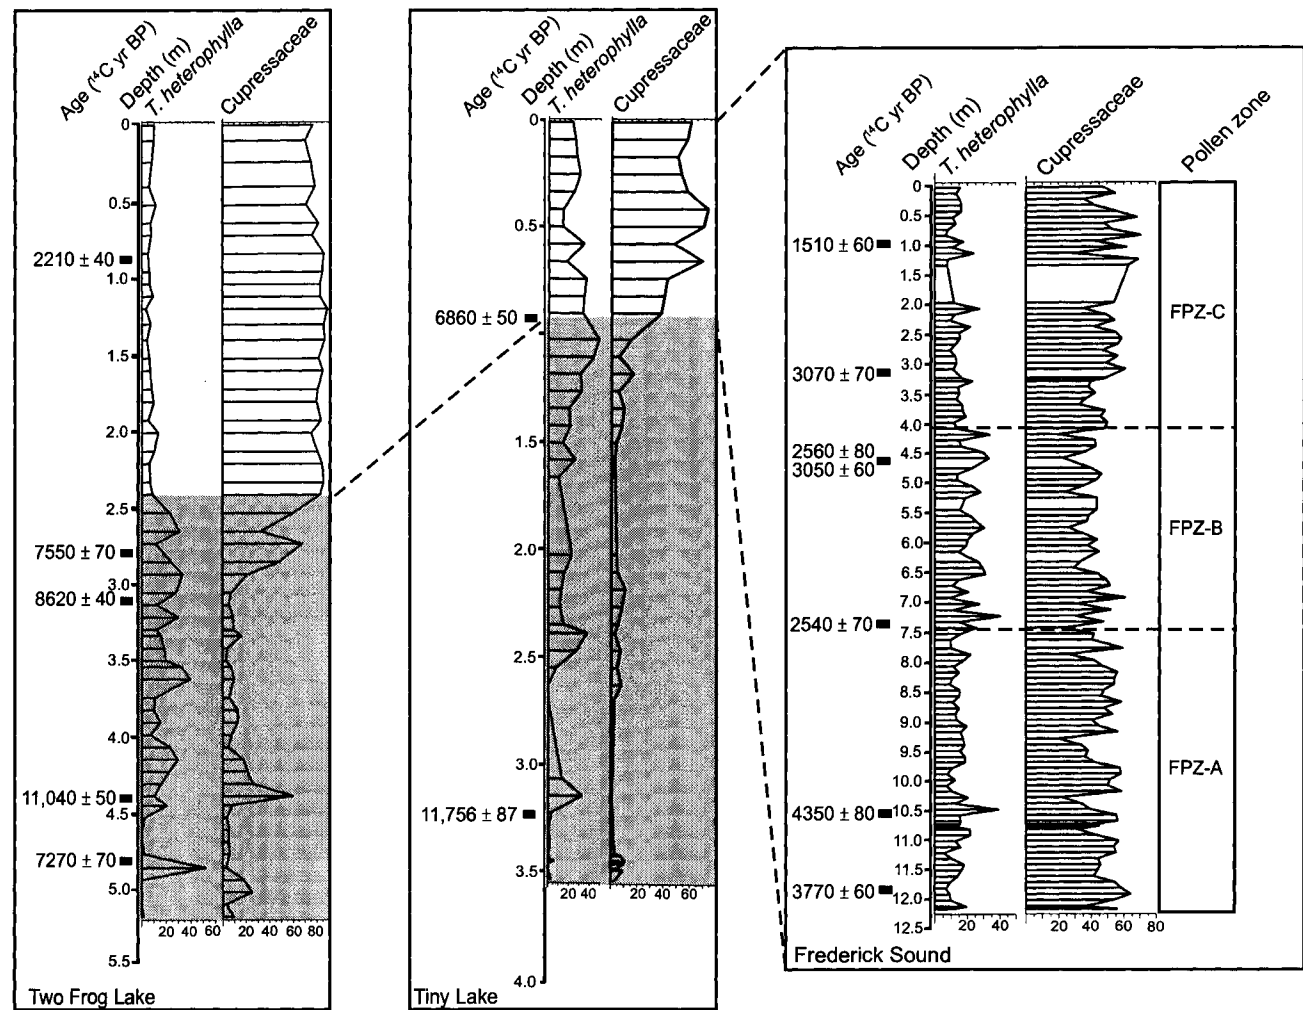 Age (¹⁴C yr BP)
Depth (m)
T. heterophylla
Cupressaceae
0
0.5
2210 ± 40
1.0
1.5
2.0
2.5
7550 ± 70
3.0
8620 ± 40
3.5
4.0
11,040 ± 50
4.5
7270 ± 70
5.0
5.5
20 40 60
20 40 60 80
Two Frog Lake
Age (¹⁴C yr BP)
Depth (m)
T. heterophylla
Cupressaceae
0
0.5
6860 ± 50
1.5
2.0
2.5
3.0
11,756 ± 87
3.5
4.0
20 40
20 40 60
Tiny Lake
Age (¹⁴C yr BP)
Depth (m)
T. heterophylla
Cupressaceae
Pollen zone
0
0.5
1510 ± 60
1.0
1.5
2.0
2.5
3.0
3070 ± 70
3.5
4.0
2560 ± 80
4.5
3050 ± 60
5.0
5.5
6.0
6.5
7.0
2540 ± 70
7.5
8.0
8.5
9.0
9.5
10.0
4350 ± 80
10.5
11.0
11.5
3770 ± 60
12.0
12.5
20 40
20 40 60 80
FPZ-C
FPZ-B
FPZ-A
Frederick Sound